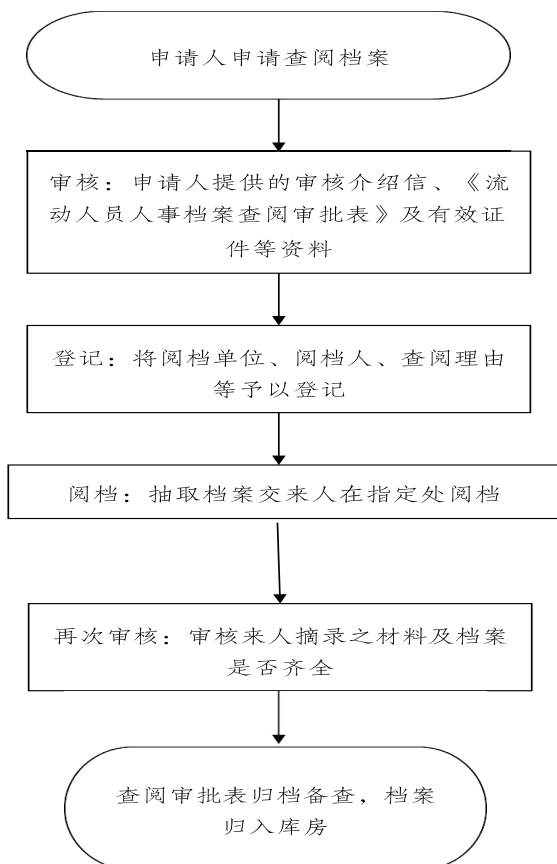 申请人申请查阅档案
审核：申请人提供的审核介绍信、《流
动人员人事档案查阅审批表》及有效证
件等资料
登记：将阅档单位、阅档人、查阅理由
等予以登记
阅档：抽取档案交来人在指定处阅档
再次审核：审核来人摘录之材料及档案
是否齐全
查阅审批表归档备查，档案
归入库房